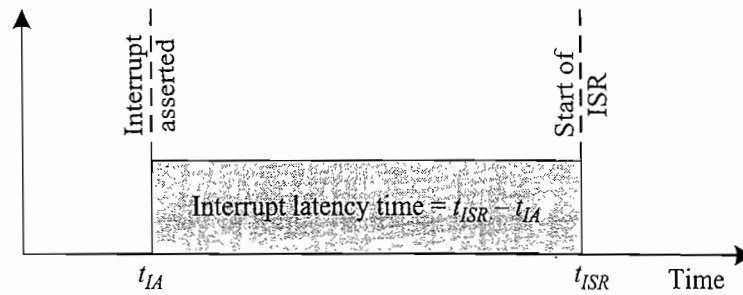 Interrupt
asserted
Start of
ISR
Interrupt latency time = t_ISR – t_IA
t_IA
t_ISR
Time